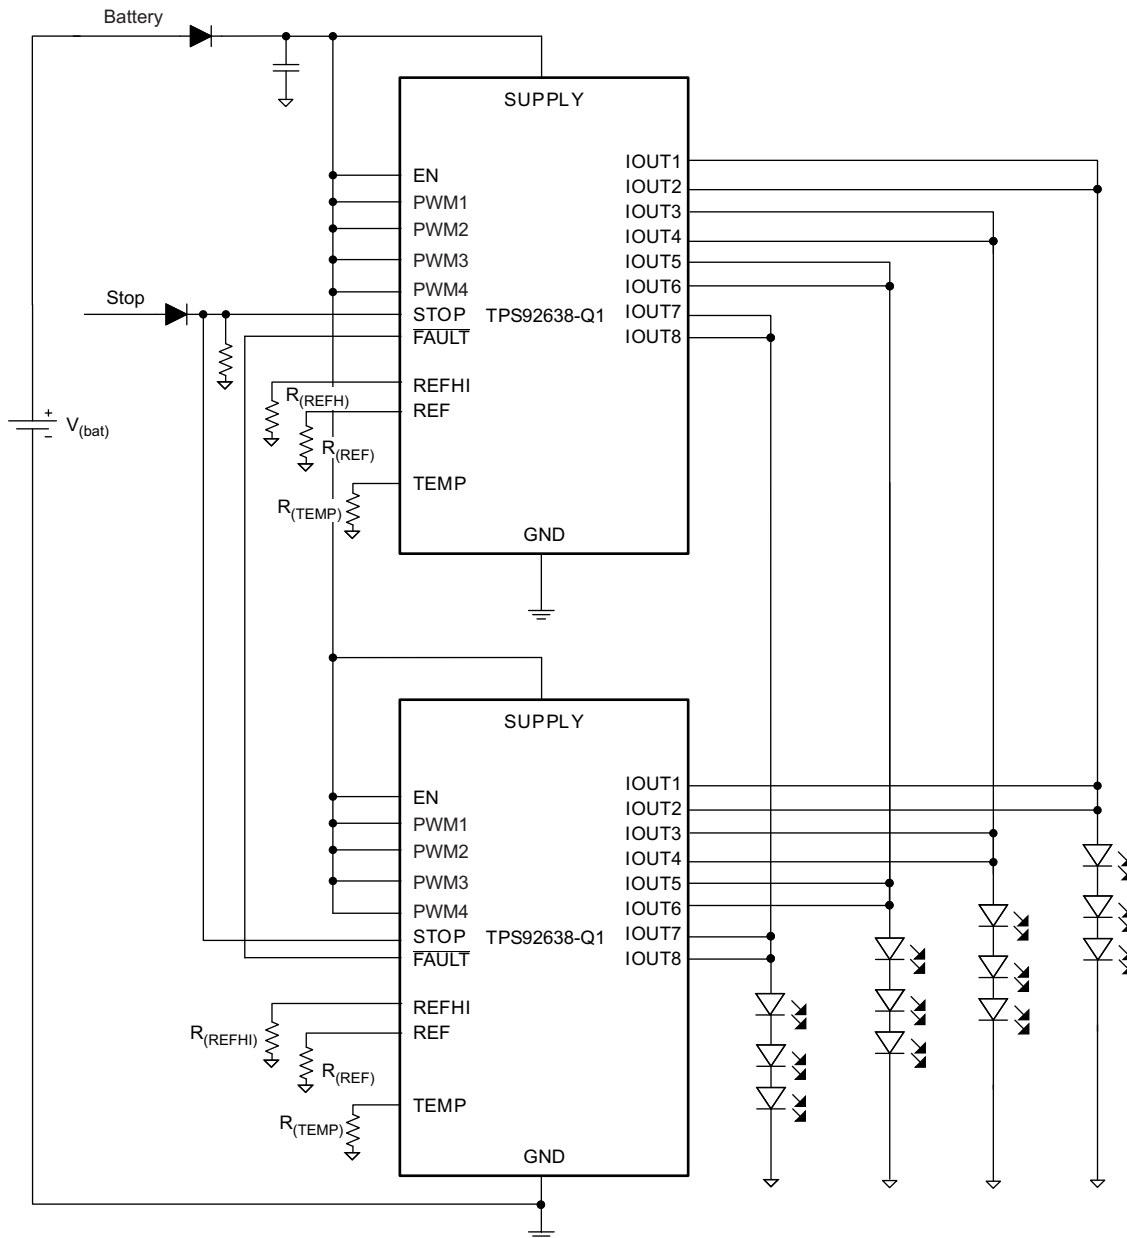 Battery
SUPPLY
EN
PWM1
PWM2
PWM3
PWM4
STOP
FAULT
REFHI
REF
TEMP
GND
TPS92638-Q1
IOUT1
IOUT2
IOUT3
IOUT4
IOUT5
IOUT6
IOUT7
IOUT8
Stop
R(REFH)
R(REF)
R(TEMP)
+
V(bat)
–
SUPPLY
EN
PWM1
PWM2
PWM3
PWM4
STOP
FAULT
REFHI
REF
TEMP
GND
TPS92638-Q1
IOUT1
IOUT2
IOUT3
IOUT4
IOUT5
IOUT6
IOUT7
IOUT8
R(REFHI)
R(REF)
R(TEMP)